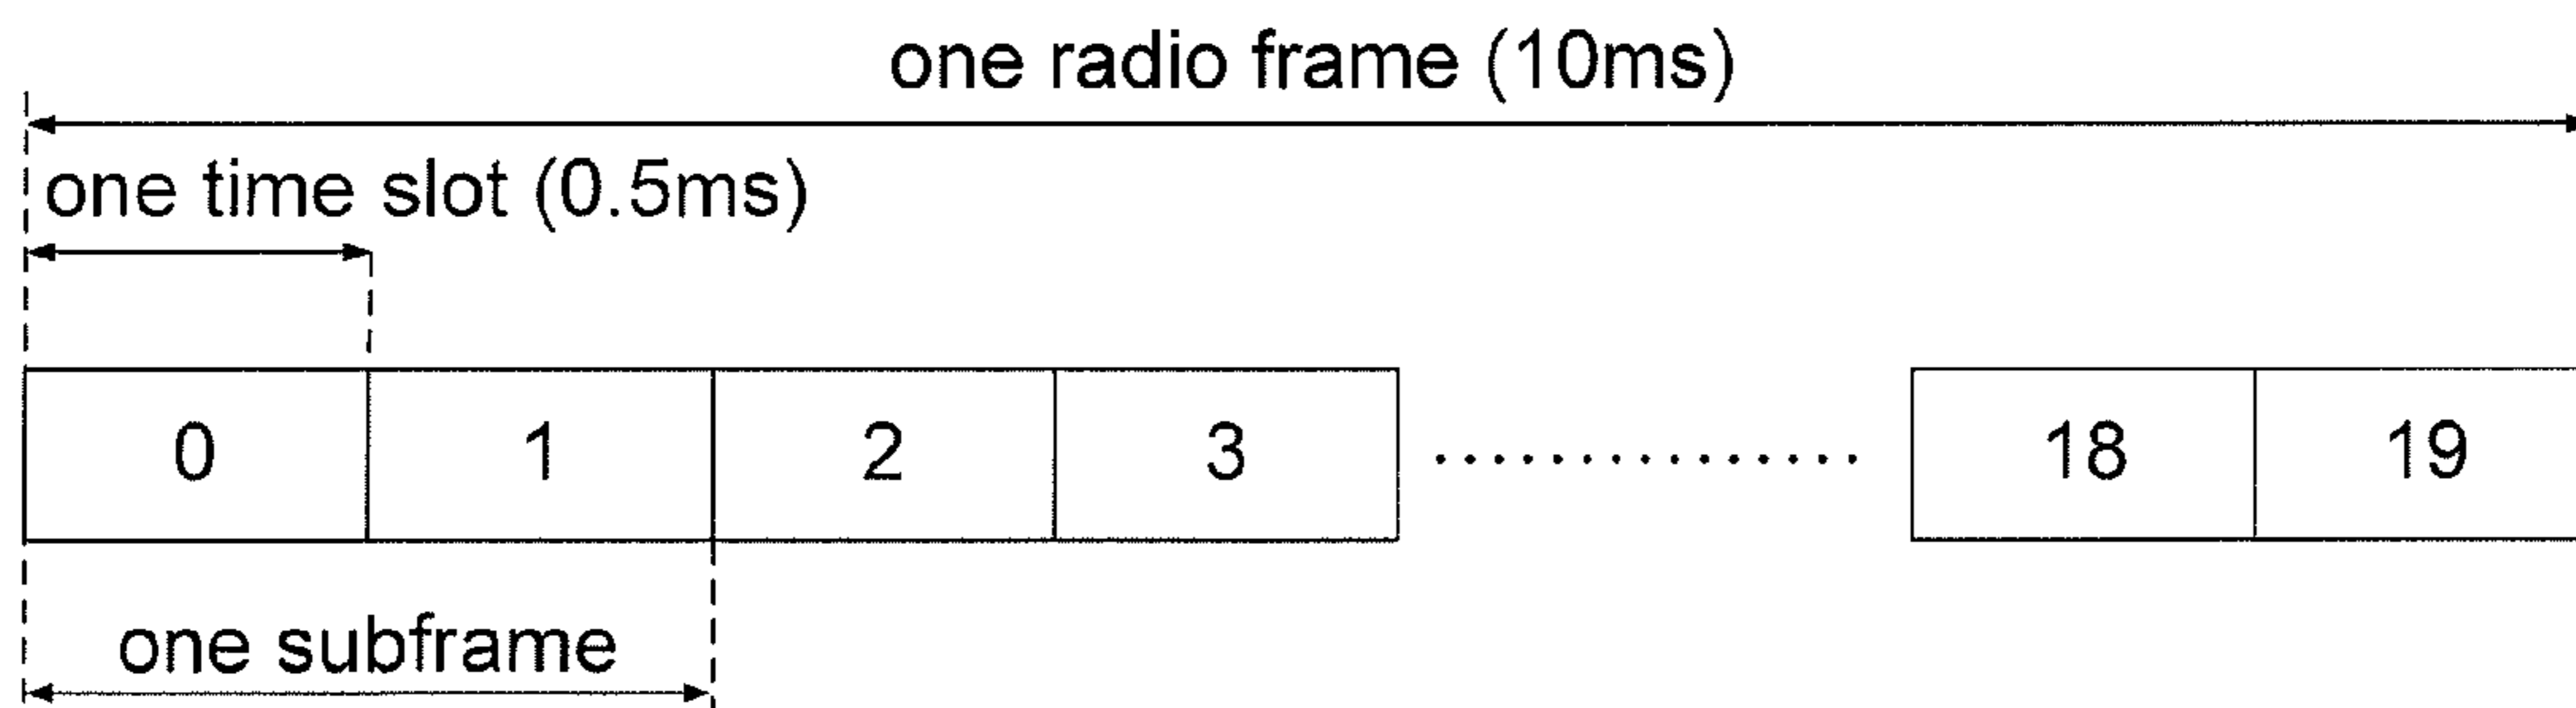 one radio frame (10ms)
one time slot (0.5ms)
0 1 2 3 ............... 18 19
one subframe